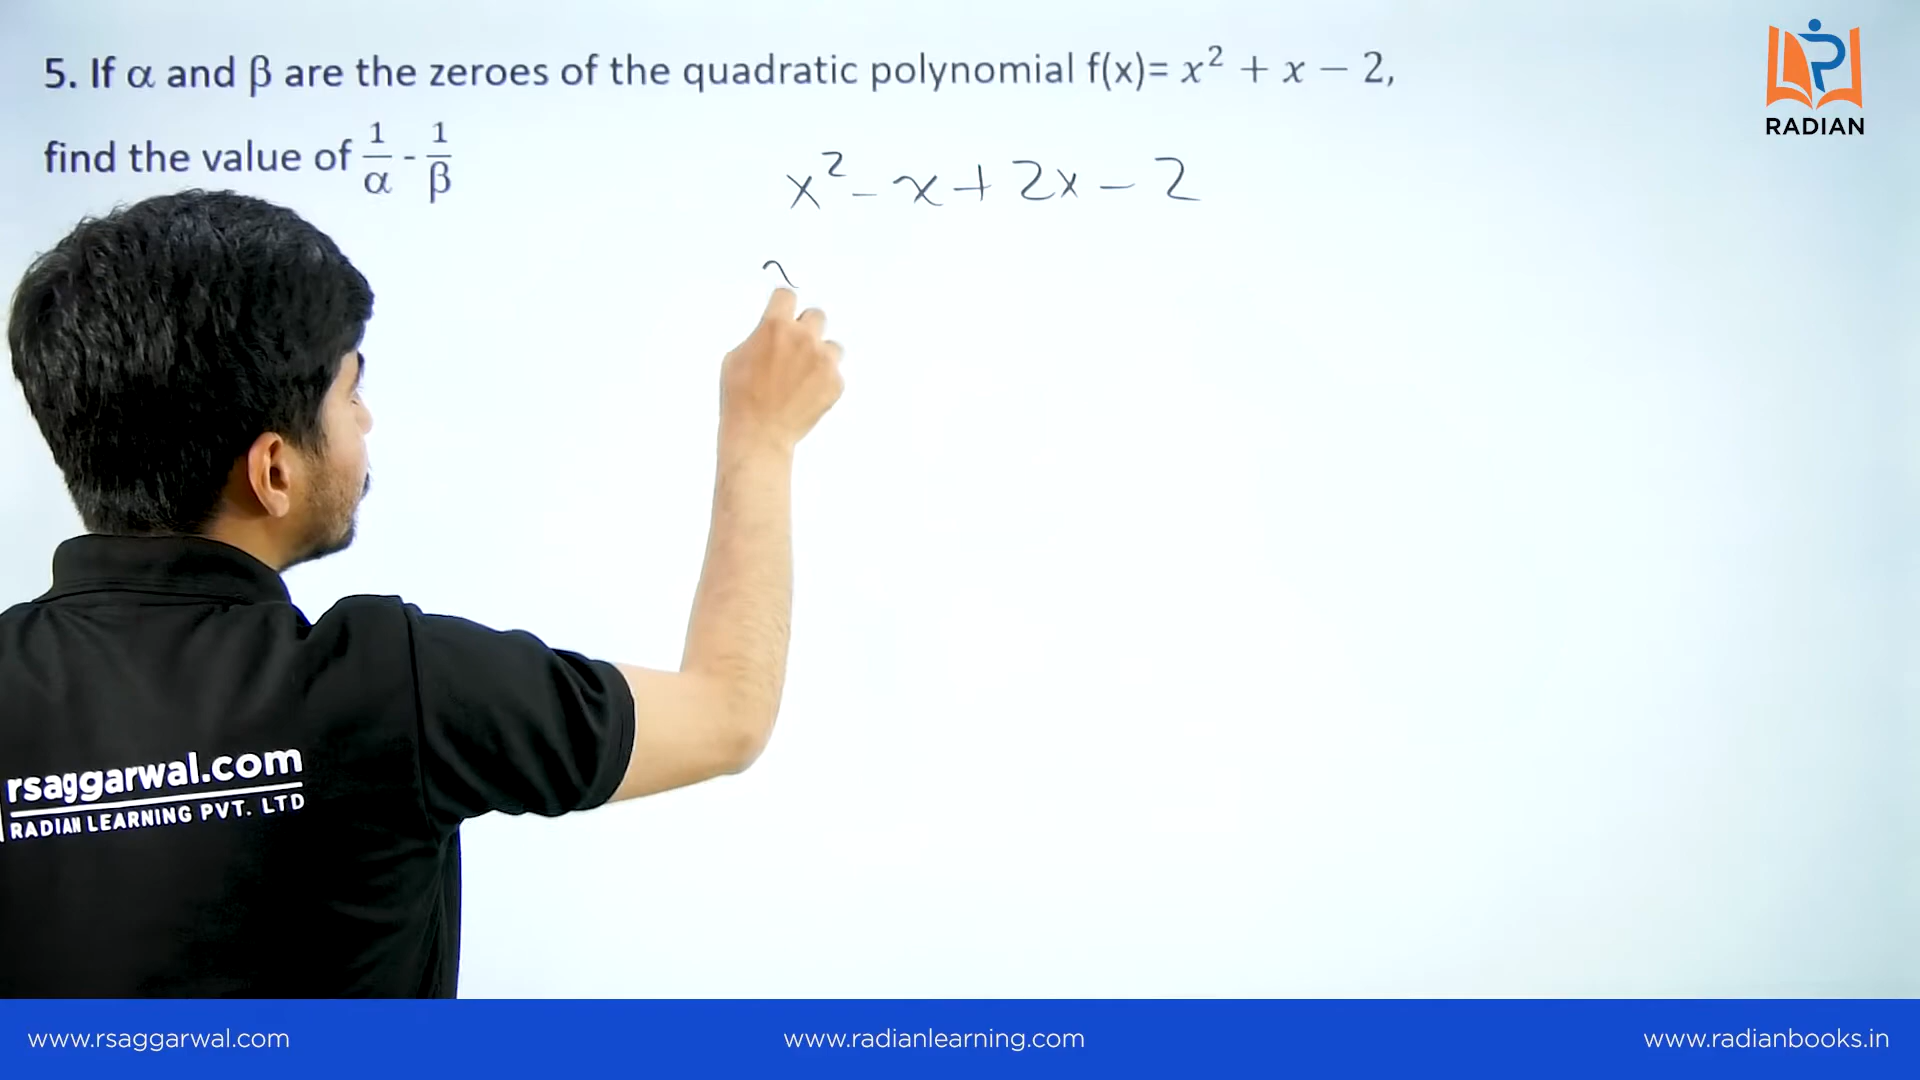 5. If α and β are the zeroes of the quadratic polynomial f(x)= x² + x − 2,
find the value of 1/α - 1/β
x² - x + 2x - 2
RADIAN
rsaggarwal.com
RADIAN LEARNING PVT. LTD
www.rsaggarwal.com
www.radianlearning.com
www.radianbooks.in